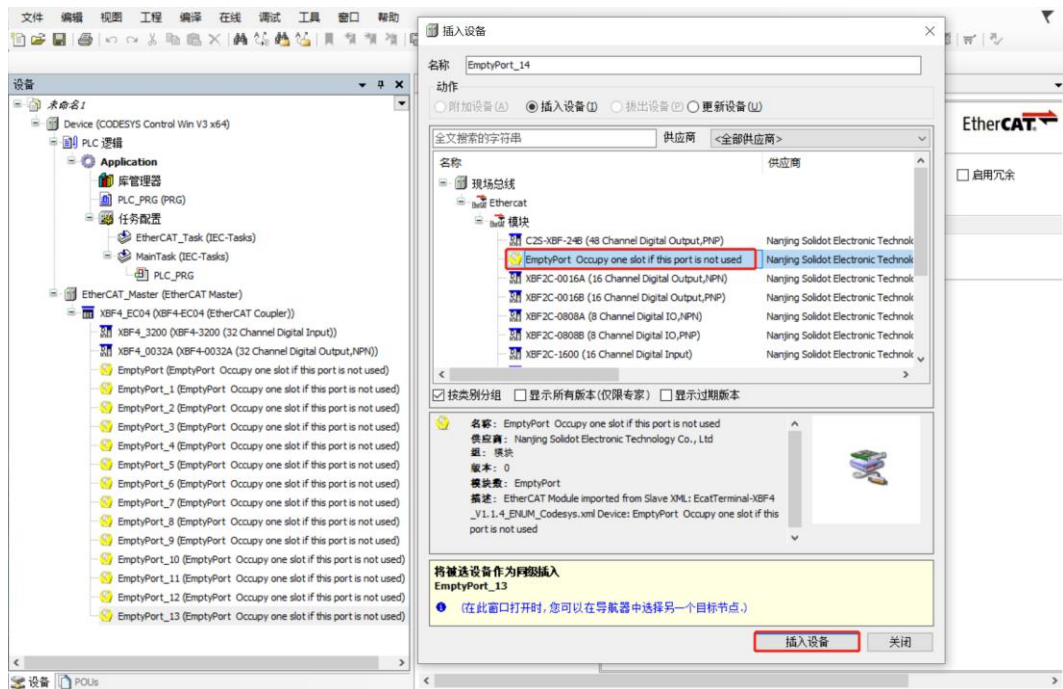 文件 编辑 视图 工程 编译 在线 调试 工具 窗口 帮助
设备
未命名1
Device (CODESYS Control Win V3 x64)
PLC 逻辑
Application
库管理器
PLC_PRG (PRG)
任务配置
EtherCAT_Task (IEC-Tasks)
MainTask (IEC-Tasks)
PLC_PRG
EtherCAT_Master (EtherCAT Master)
XBF4_EC04 (XBF4-EC04 (EtherCAT Coupler))
XBF4_3200 (XBF4-3200 (32 Channel Digital Input))
XBF4_0032A (XBF4-0032A (32 Channel Digital Output,NPN))
EmptyPort (EmptyPort Occupy one slot if this port is not used)
EmptyPort_1 (EmptyPort Occupy one slot if this port is not used)
EmptyPort_2 (EmptyPort Occupy one slot if this port is not used)
EmptyPort_3 (EmptyPort Occupy one slot if this port is not used)
EmptyPort_4 (EmptyPort Occupy one slot if this port is not used)
EmptyPort_5 (EmptyPort Occupy one slot if this port is not used)
EmptyPort_6 (EmptyPort Occupy one slot if this port is not used)
EmptyPort_7 (EmptyPort Occupy one slot if this port is not used)
EmptyPort_8 (EmptyPort Occupy one slot if this port is not used)
EmptyPort_9 (EmptyPort Occupy one slot if this port is not used)
EmptyPort_10 (EmptyPort Occupy one slot if this port is not used)
EmptyPort_11 (EmptyPort Occupy one slot if this port is not used)
EmptyPort_12 (EmptyPort Occupy one slot if this port is not used)
EmptyPort_13 (EmptyPort Occupy one slot if this port is not used)
设备 POUs
插入设备
名称 EmptyPort_14
动作
附加设备(A) 插入设备(I) 拔出设备(P) 更新设备(U)
全文搜索的字符串 供应商 <全部供应商>
名称 供应商
现场总线
Ethercat
模块
C2S-XBF-24B (48 Channel Digital Output,PNP) Nanjing Solidot Electronic Technol
EmptyPort Occupy one slot if this port is not used Nanjing Solidot Electronic Technol
XBF2C-0016A (16 Channel Digital Output,NPN) Nanjing Solidot Electronic Technol
XBF2C-0016B (16 Channel Digital Output,PNP) Nanjing Solidot Electronic Technol
XBF2C-0808A (8 Channel Digital IO,NPN) Nanjing Solidot Electronic Technol
XBF2C-0808B (8 Channel Digital IO,PNP) Nanjing Solidot Electronic Technol
XBF2C-1600 (16 Channel Digital Input) Nanjing Solidot Electronic Technol
按类别分组 显示所有版本(仅限专家) 显示过期版本
名称: EmptyPort Occupy one slot if this port is not used
供应商: Nanjing Solidot Electronic Technology Co., Ltd
组: 模块
版本: 0
模块数: EmptyPort
描述: EtherCAT Module imported from Slave XML: EcatTerminal-XBF4
_V1.1.4_ENUM_Codesys.xml Device: EmptyPort Occupy one slot if this
port is not used
将被选设备作为同级插入
EmptyPort_13
(在此窗口打开时,您可以在导航器中选择另一个目标节点.)
插入设备 关闭
EtherCAT
启用冗余